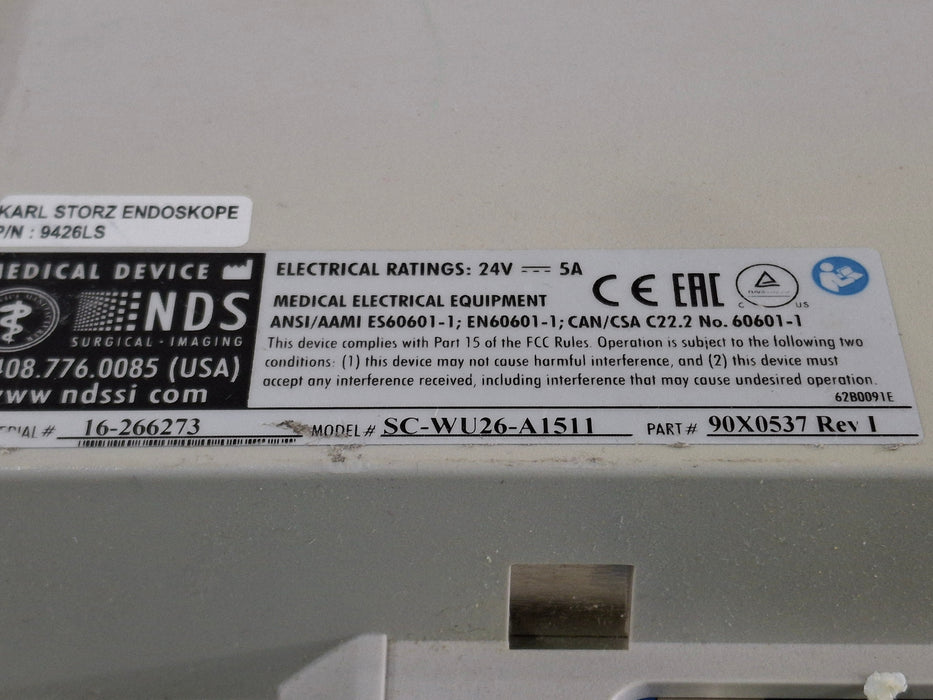 KARL STORZ ENDOSKOPE
P/N : 9426LS
MEDICAL DEVICE
NDS
SURGICAL · IMAGING
408.776.0085 (USA)
www ndssi com
ELECTRICAL RATINGS: 24V 5A
MEDICAL ELECTRICAL EQUIPMENT
CE EAC
C US
ANSI/AAMI ES60601-1; EN60601-1; CAN/CSA C22.2 No. 60601-1
This device complies with Part 15 of the FCC Rules. Operation is subject to the following two
conditions: (1) this device may not cause harmful interference, and (2) this device must
accept any interference received, including interference that may cause undesired operation.
62B0091E
SERIAL # 16-266273 MODEL # SC-WU26-A1511 PART # 90X0537 Rev I